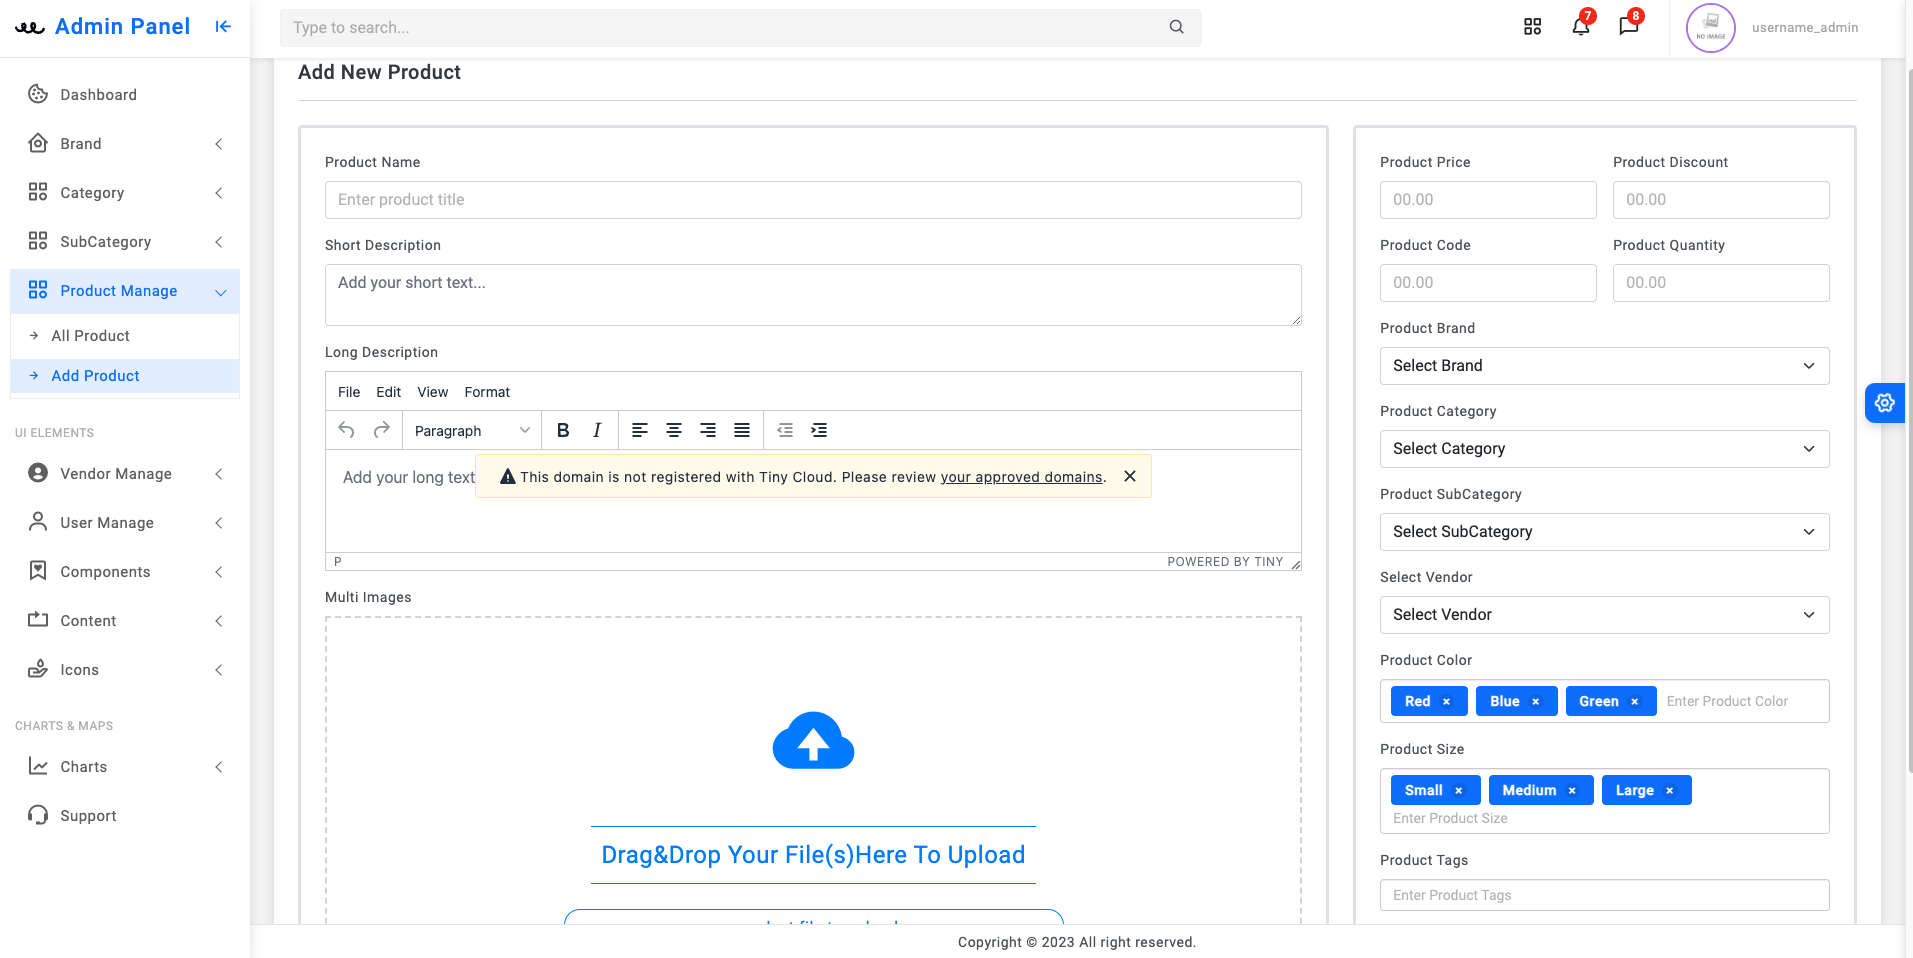 Admin Panel
Type to search...
7
8
NO IMAGE
username_admin
Dashboard
Brand
Category
SubCategory
Product Manage
All Product
Add Product
UI ELEMENTS
Vendor Manage
User Manage
Components
Content
Icons
CHARTS & MAPS
Charts
Support
Add New Product
Product Name
Enter product title
Short Description
Add your short text...
Long Description
File Edit View Format
Paragraph B I
Add your long text
This domain is not registered with Tiny Cloud. Please review your approved domains.
P
POWERED BY TINY
Multi Images
Drag&Drop Your File(s)Here To Upload
Product Price
Product Discount
00.00
00.00
Product Code
Product Quantity
00.00
00.00
Product Brand
Select Brand
Product Category
Select Category
Product SubCategory
Select SubCategory
Select Vendor
Select Vendor
Product Color
Red × Blue × Green × Enter Product Color
Product Size
Small × Medium × Large ×
Enter Product Size
Product Tags
Enter Product Tags
Copyright © 2023 All right reserved.